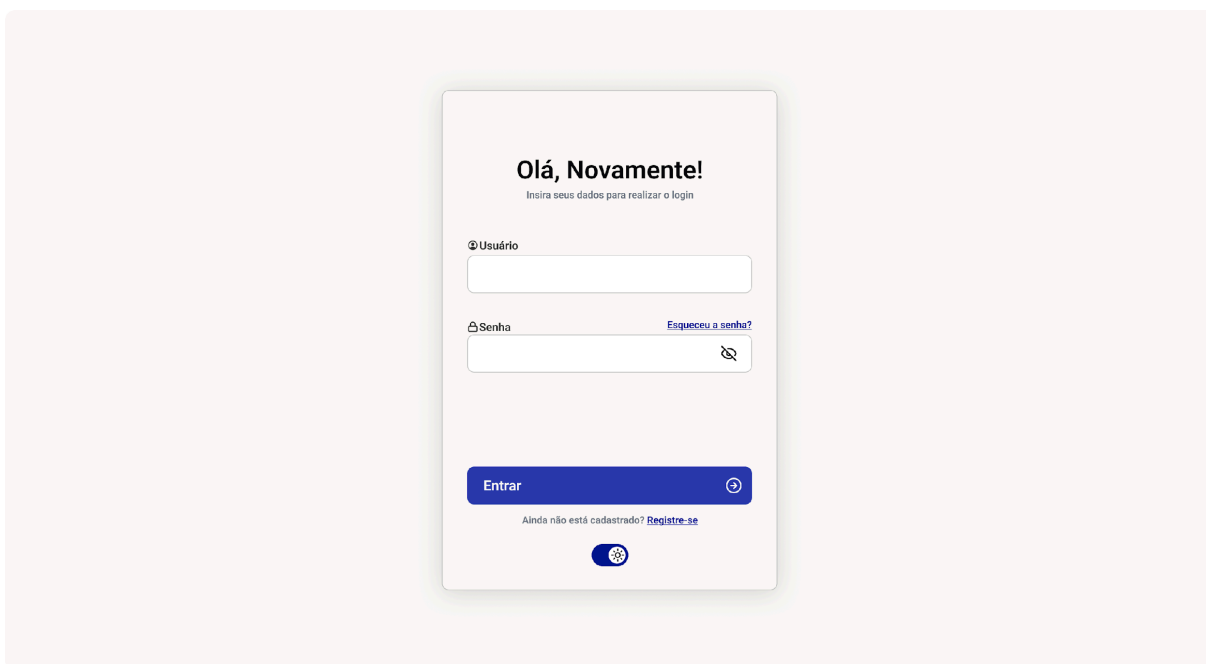 Olá, Novamente!
Insira seus dados para realizar o login
Usuário
Senha
Esqueceu a senha?
Entrar
Ainda não está cadastrado? Registre-se